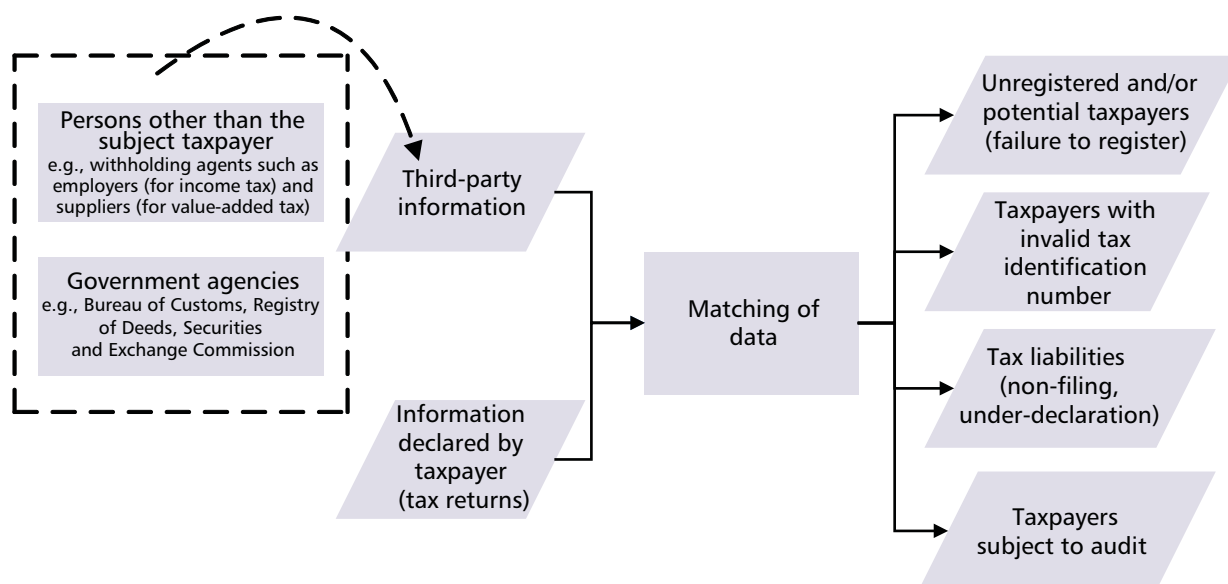 Persons other than the
subject taxpayer
e.g., withholding agents such as
employers (for income tax) and
suppliers (for value-added tax)
Government agencies
e.g., Bureau of Customs, Registry
of Deeds, Securities
and Exchange Commission
Third-party
information
Information
declared by
taxpayer
(tax returns)
Matching of
data
Unregistered and/or
potential taxpayers
(failure to register)
Taxpayers with
invalid tax
identification
number
Tax liabilities
(non-filing,
under-declaration)
Taxpayers
subject to audit